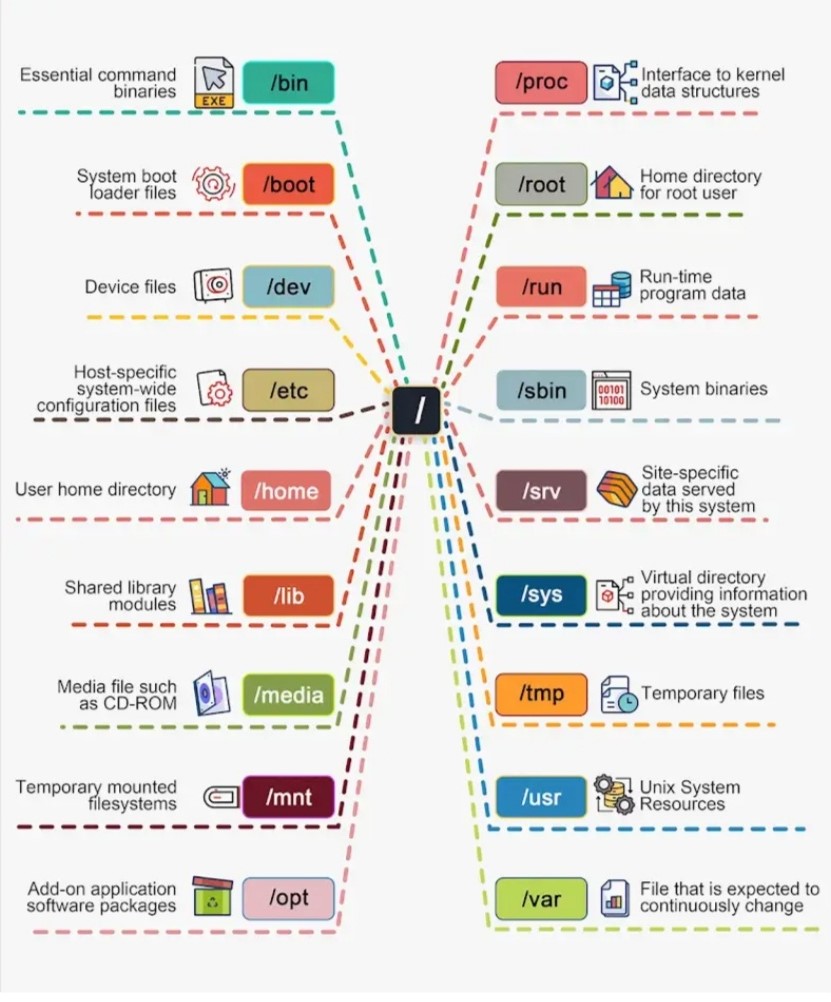 Essential command
binaries
EXE
/bin
System boot
loader files
/boot
Device files
/dev
Host-specific
system-wide
configuration files
/etc
User home directory
/home
Shared library
modules
/lib
Media file such
as CD-ROM
/media
Temporary mounted
filesystems
/mnt
Add-on application
software packages
/opt
/
/proc
Interface to kernel
data structures
/root
Home directory
for root user
/run
Run-time
program data
/sbin
00101
10100
System binaries
/srv
Site-specific
data served
by this system
/sys
Virtual directory
providing information
about the system
/tmp
Temporary files
/usr
Unix System
Resources
/var
File that is expected to
continuously change